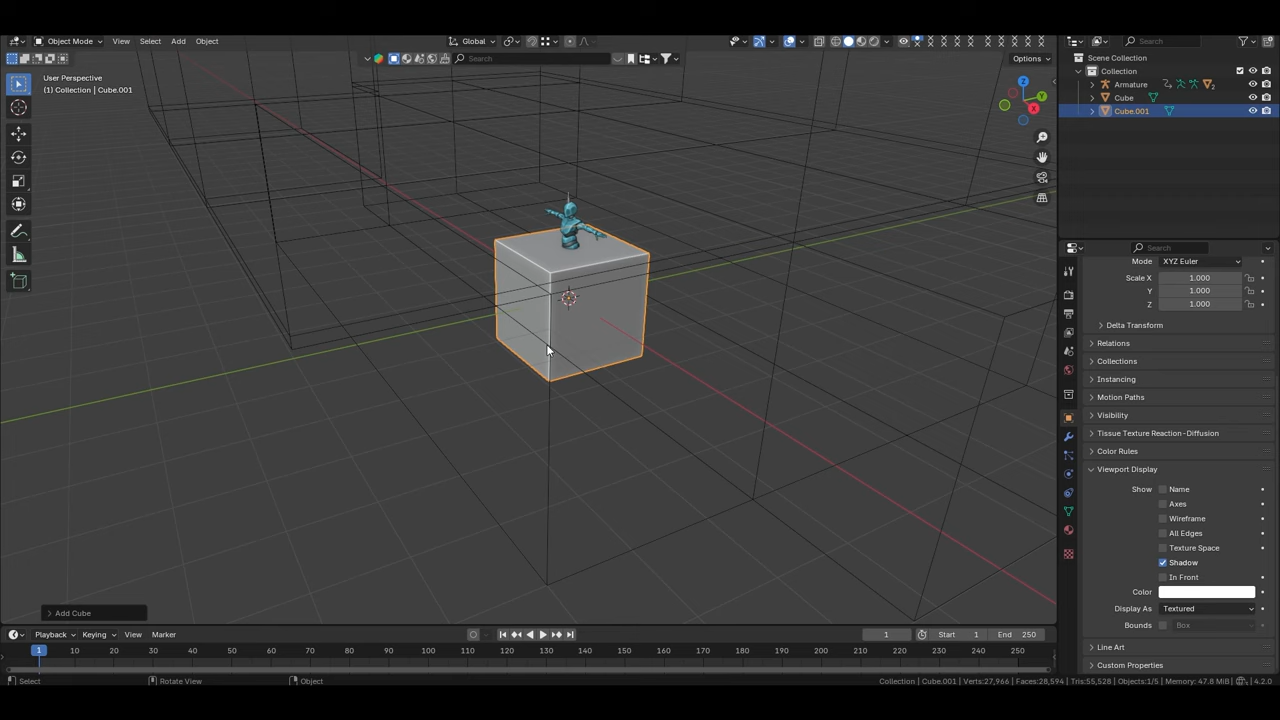 Object Mode View Select Add Object Global Search
Options
User Perspective
(1) Collection | Cube.001
Z
Y
X
Add Cube
Playback Keying View Marker 1 Start 1 End 250
1 10 20 30 40 50 60 70 80 90 100 110 120 130 140 150 160 170 180 190 200 210 220 230 240 250
Select Rotate View Object Collection | Cube.001 | Verts:27,966 | Faces:28,594 | Tris:55,528 | Objects:1/5 | Memory: 47.8 MiB 4.2.0
Search
Scene Collection
Collection
Armature 2
Cube
Cube.001
Search
Mode XYZ Euler
Scale X 1.000
Y 1.000
Z 1.000
Delta Transform
Relations
Collections
Instancing
Motion Paths
Visibility
Tissue Texture Reaction-Diffusion
Color Rules
Viewport Display
Show Name
Axes
Wireframe
All Edges
Texture Space
Shadow
In Front
Color
Display As Textured
Bounds Box
Line Art
Custom Properties